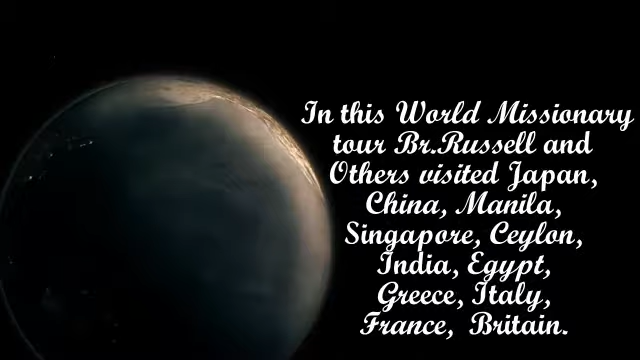 In this World Missionary
tour Br.Russell and
Others visited Japan,
China, Manila,
Singapore, Ceylon,
India, Egypt,
Greece, Italy,
France, Britain.